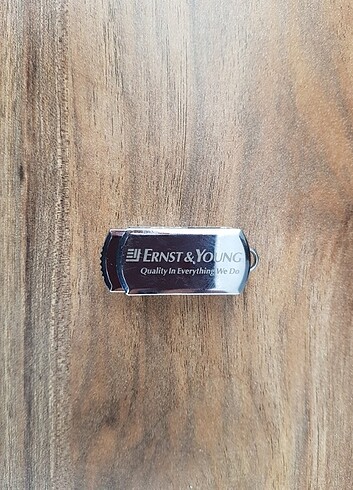 ERNST & YOUNG
Quality In Everything We Do